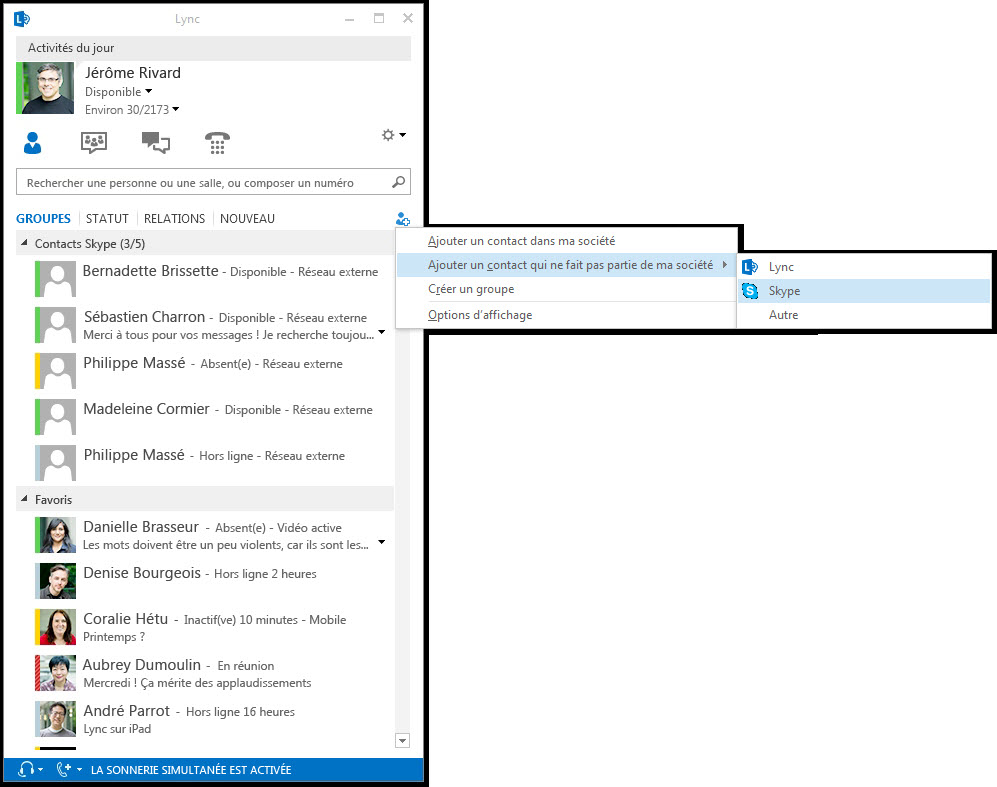 Lync
Activités du jour
Jérôme Rivard
Disponible
Environ 30/2173
Rechercher une personne ou une salle, ou composer un numéro
GROUPES STATUT RELATIONS NOUVEAU
Ajouter un contact dans ma société
Ajouter un contact qui ne fait pas partie de ma société
Créer un groupe
Options d'affichage
Lync
Skype
Autre
Contacts Skype (3/5)
Bernadette Brissette - Disponible - Réseau externe
Sébastien Charron - Disponible - Réseau externe
Merci à tous pour vos messages ! Je recherche toujou...
Philippe Massé - Absent(e) - Réseau externe
Madeleine Cormier - Disponible - Réseau externe
Philippe Massé - Hors ligne - Réseau externe
Favoris
Danielle Brasseur - Absent(e) - Vidéo active
Les mots doivent être un peu violents, car ils sont les...
Denise Bourgeois - Hors ligne 2 heures
Coralie Hétu - Inactif(ve) 10 minutes - Mobile
Printemps ?
Aubrey Dumoulin - En réunion
Mercredi ! Ça mérite des applaudissements
André Parrot - Hors ligne 16 heures
Lync sur iPad
LA SONNERIE SIMULTANÉE EST ACTIVÉE